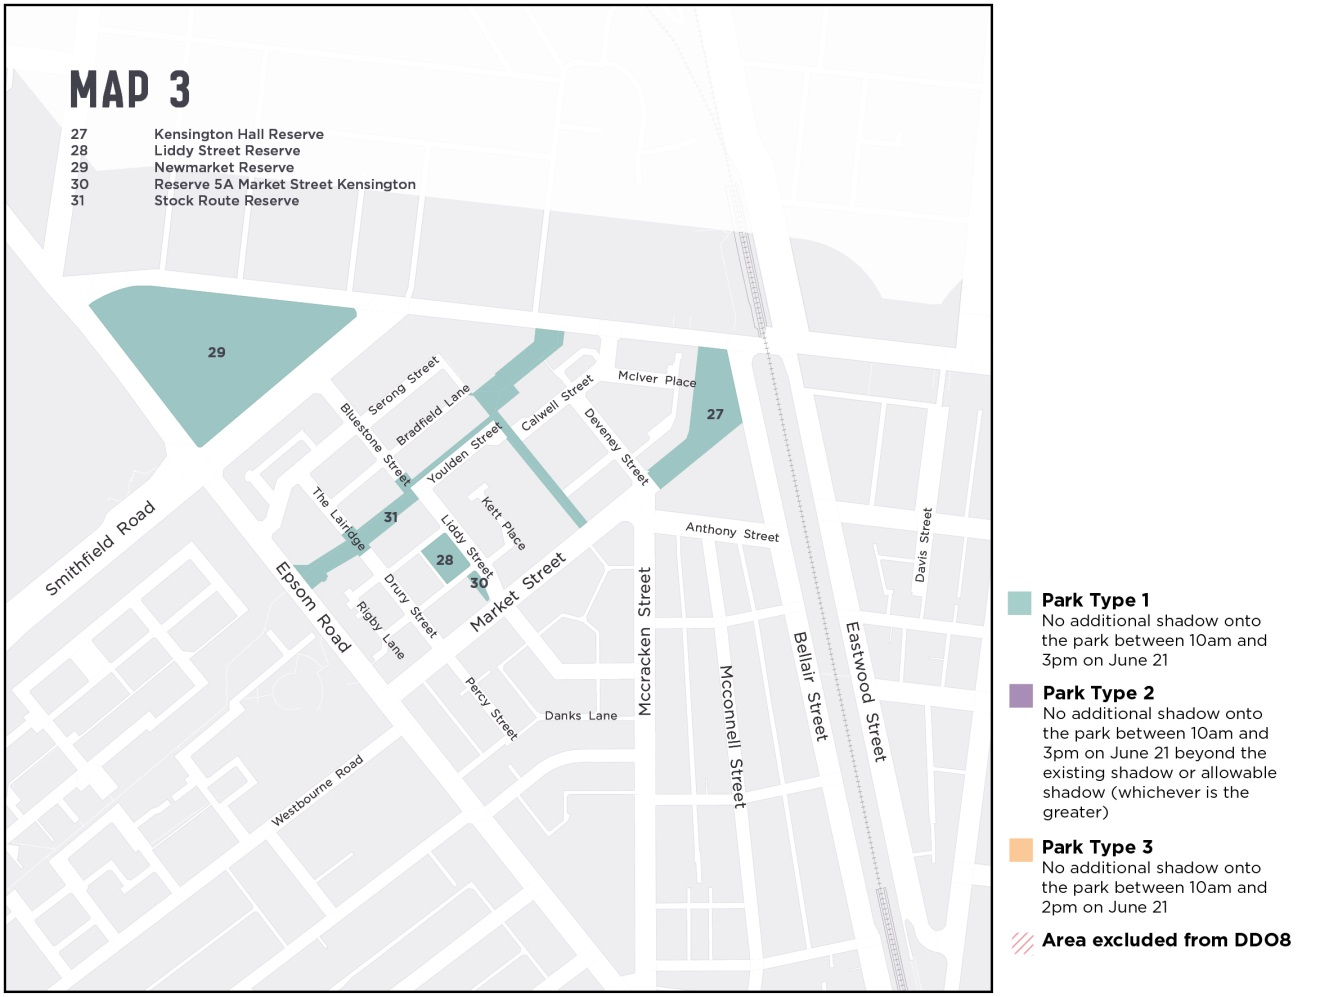 MAP 3
27 Kensington Hall Reserve
28 Liddy Street Reserve
29 Newmarket Reserve
30 Reserve 5A Market Street Kensington
31 Stock Route Reserve
29
Serong Street
McIver Place
Bradfield Lane
Calwell Street
27
Bluestone Street
Youlden Street
Deveney Street
The Lairidge
31
Kett Place
Liddy Street
Smithfield Road
Anthony Street
Davis Street
28
30
Epsom Road
Drury Street
Market Street
Rigby Lane
Mccracken Street
Bellair Street
Eastwood Street
Percy Street
Danks Lane
Mcconnell Street
Westbourne Road
Park Type 1
No additional shadow onto
the park between 10am and
3pm on June 21
Park Type 2
No additional shadow onto
the park between 10am and
3pm on June 21 beyond the
existing shadow or allowable
shadow (whichever is the
greater)
Park Type 3
No additional shadow onto
the park between 10am and
2pm on June 21
Area excluded from DDO8